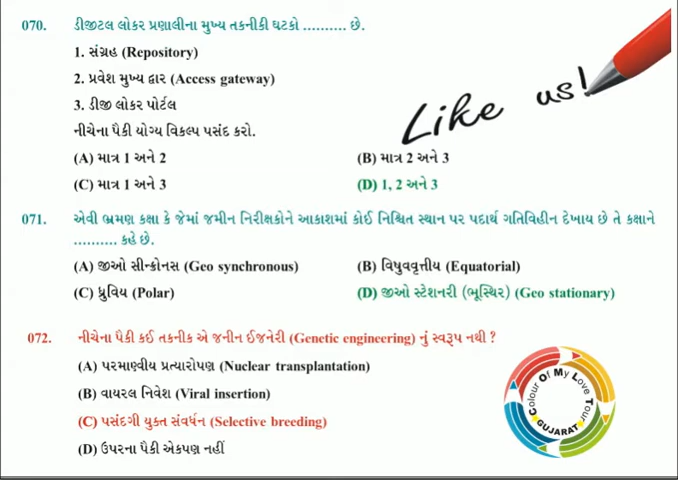 070. ડીજીટલ લોકર પ્રણાલીના મુખ્ય તકનીકી ઘટકો .......... છે.
1. સંગ્રહ (Repository)
2. પ્રવેશ મુખ્ય દ્વાર (Access gateway)
3. ડીજી લોકર પોર્ટલ
નીચેના પૈકી યોગ્ય વિકલ્પ પસંદ કરો.
(A) માત્ર 1 અને 2 (B) માત્ર 2 અને 3
(C) માત્ર 1 અને 3 (D) 1, 2 અને 3
Like us!
071. એવી ભ્રમણ કક્ષા કે જેમાં જમીન નિરીક્ષકોને આકાશમાં કોઈ નિશ્ચિત સ્થાન પર પદાર્થ ગતિવિહીન દેખાય છે તે કક્ષાને
.......... કહે છે.
(A) જીઓ સીન્ક્રોનસ (Geo synchronous) (B) વિષુવવૃત્તીય (Equatorial)
(C) ધ્રુવિય (Polar) (D) જીઓ સ્ટેશનરી (ભૂસ્થિર) (Geo stationary)
072. નીચેના પૈકી કઈ તકનીક એ જનીન ઈજનેરી (Genetic engineering) નું સ્વરૂપ નથી ?
(A) પરમાણ્વીય પ્રત્યારોપણ (Nuclear transplantation)
(B) વાયરલ નિવેશ (Viral insertion)
(C) પસંદગી યુક્ત સંવર્ધન (Selective breeding)
(D) ઉપરના પૈકી એકપણ નહીં
Colour Of My Love Tour
GUJARAT